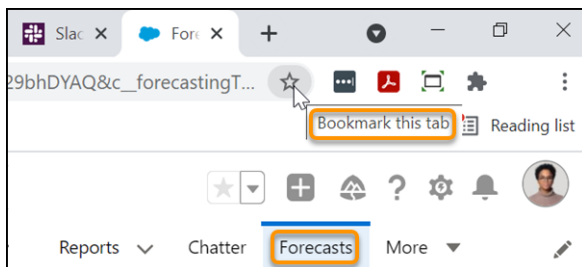 Slac
Fore
29bhDYAQ&c__forecastingT...
Bookmark this tab
Reading list
Reports Chatter Forecasts More